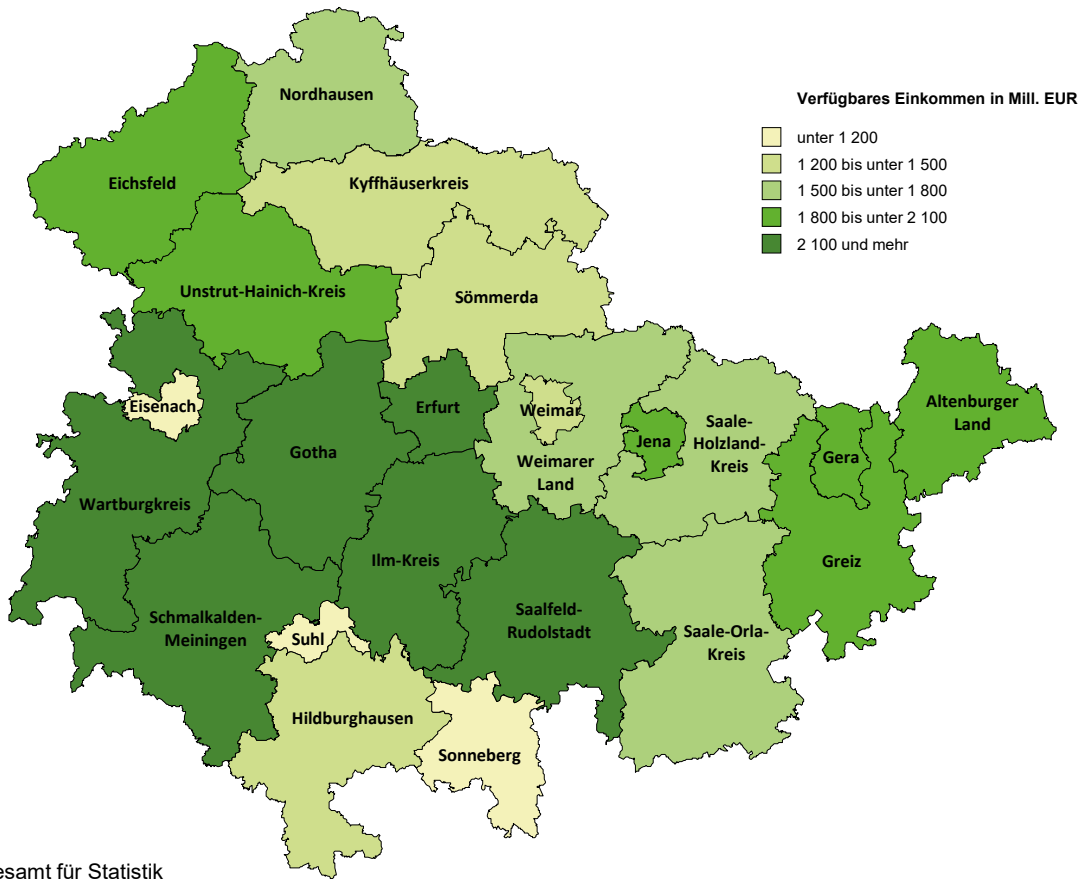 Verfügbares Einkommen in Mill. EUR
unter 1 200
1 200 bis unter 1 500
1 500 bis unter 1 800
1 800 bis unter 2 100
2 100 und mehr
Nordhausen
Eichsfeld
Kyffhäuserkreis
Unstrut-Hainich-Kreis
Sömmerda
Eisenach
Erfurt
Weimar
Altenburger
Land
Gotha
Jena
Saale-
Holzland-
Kreis
Gera
Weimarer
Land
Wartburgkreis
Ilm-Kreis
Greiz
Schmalkalden-
Meiningen
Suhl
Saalfeld-
Rudolstadt
Saale-Orla-
Kreis
Hildburghausen
Sonneberg
esamt für Statistik